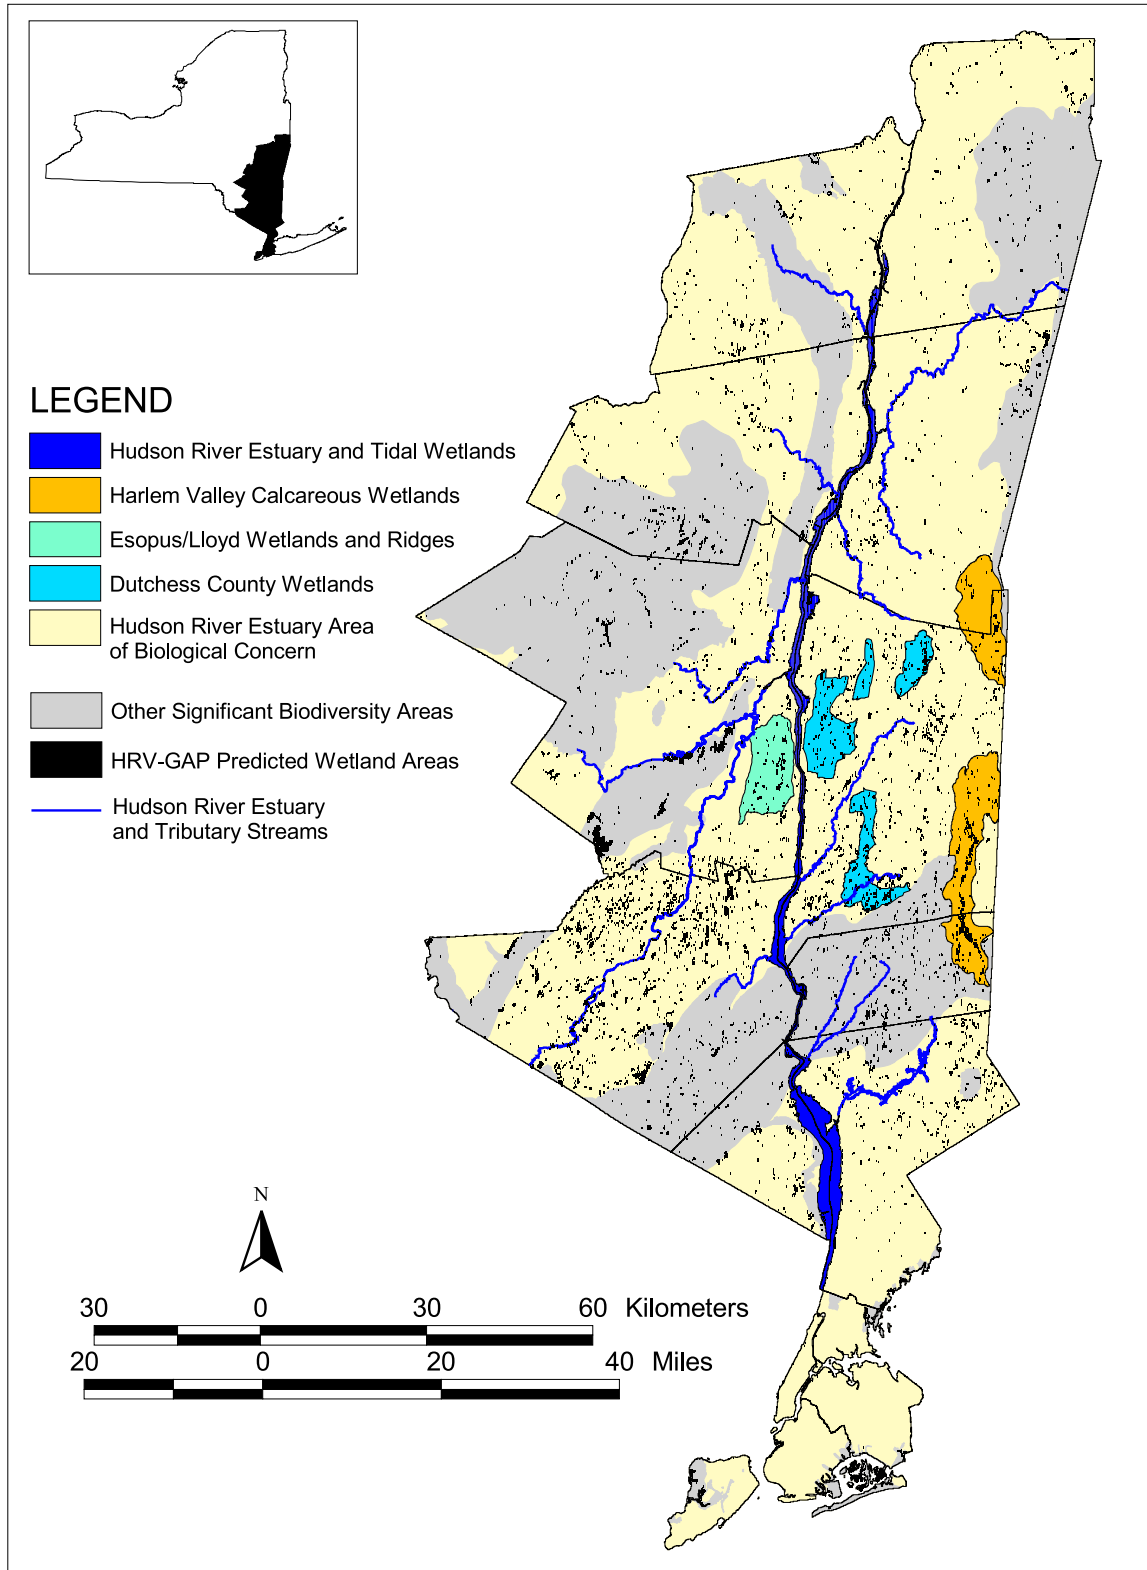 LEGEND
Hudson River Estuary and Tidal Wetlands
Harlem Valley Calcareous Wetlands
Esopus/Lloyd Wetlands and Ridges
Dutchess County Wetlands
Hudson River Estuary Area
of Biological Concern
Other Significant Biodiversity Areas
HRV-GAP Predicted Wetland Areas
Hudson River Estuary
and Tributary Streams
N
30 0 30 60 Kilometers
20 0 20 40 Miles